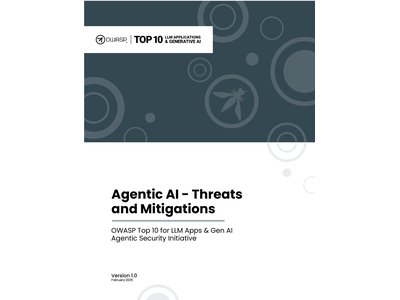 OWASP | TOP 10 LLM APPLICATIONS
& GENERATIVE AI
Agentic AI - Threats
and Mitigations
OWASP Top 10 for LLM Apps & Gen AI
Agentic Security Initiative
Version 1.0
February 2025